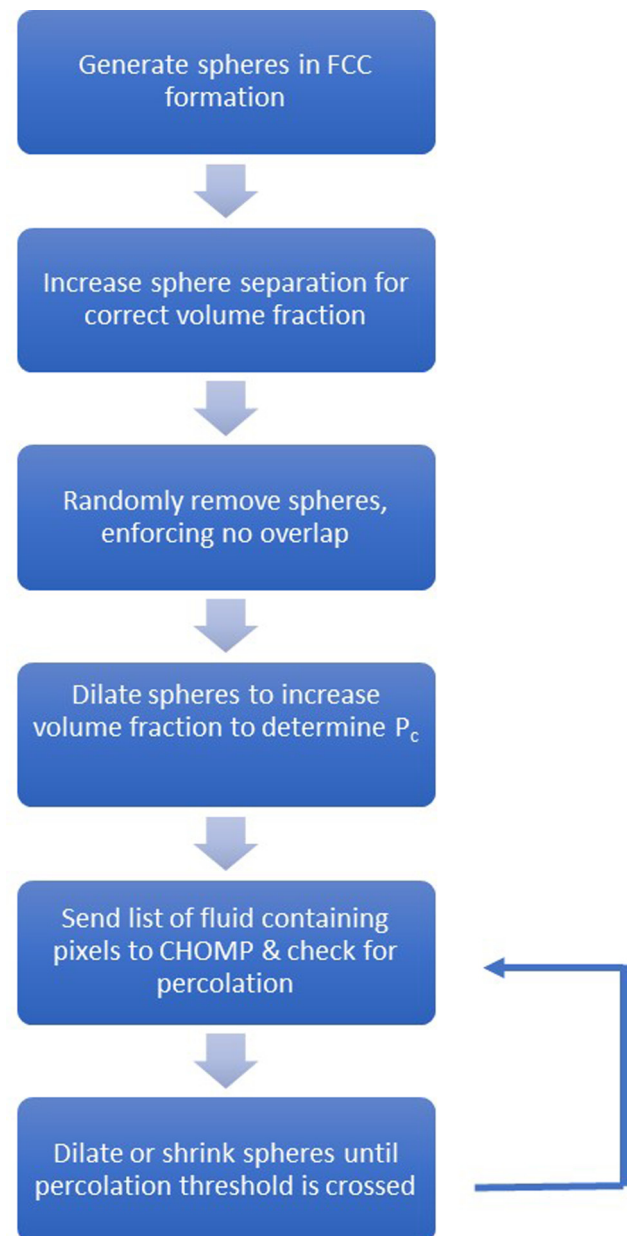 Generate spheres in FCC
formation
Increase sphere separation for
correct volume fraction
Randomly remove spheres,
enforcing no overlap
Dilate spheres to increase
volume fraction to determine Pc
Send list of fluid containing
pixels to CHOMP & check for
percolation
Dilate or shrink spheres until
percolation threshold is crossed